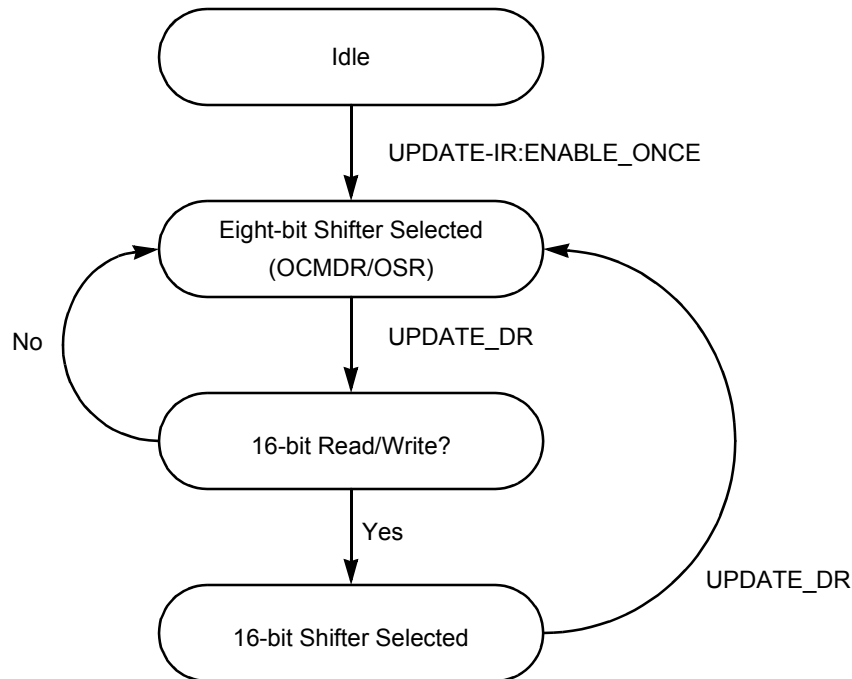 Idle
UPDATE-IR:ENABLE_ONCE
Eight-bit Shifter Selected
(OCMDR/OSR)
No
UPDATE_DR
16-bit Read/Write?
Yes
UPDATE_DR
16-bit Shifter Selected